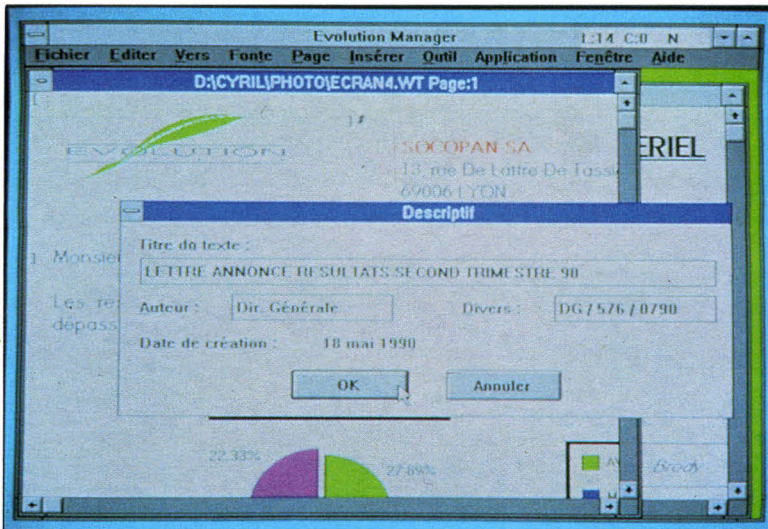 Evolution Manager L:14 C:0 N
Fichier Editer Vers Fonte Page Insérer Outil Application Fenêtre Aide
D:\CYRIL\PHOTO\ECRAN4.WT Page:1
EVOLUTION
SOCOPAN SA
13, rue De Lattre De Tassi
69006 LYON
ERIEL
Descriptif
Titre du texte :
LETTRE ANNONCE RESULTATS SECOND TRIMESTRE 90
Auteur : Dir. Générale Divers : DG / 576 / 0790
Date de création : 18 mai 1990
OK Annuler
Monsie
Les re
dépass
22.33% 27.89%
Brody